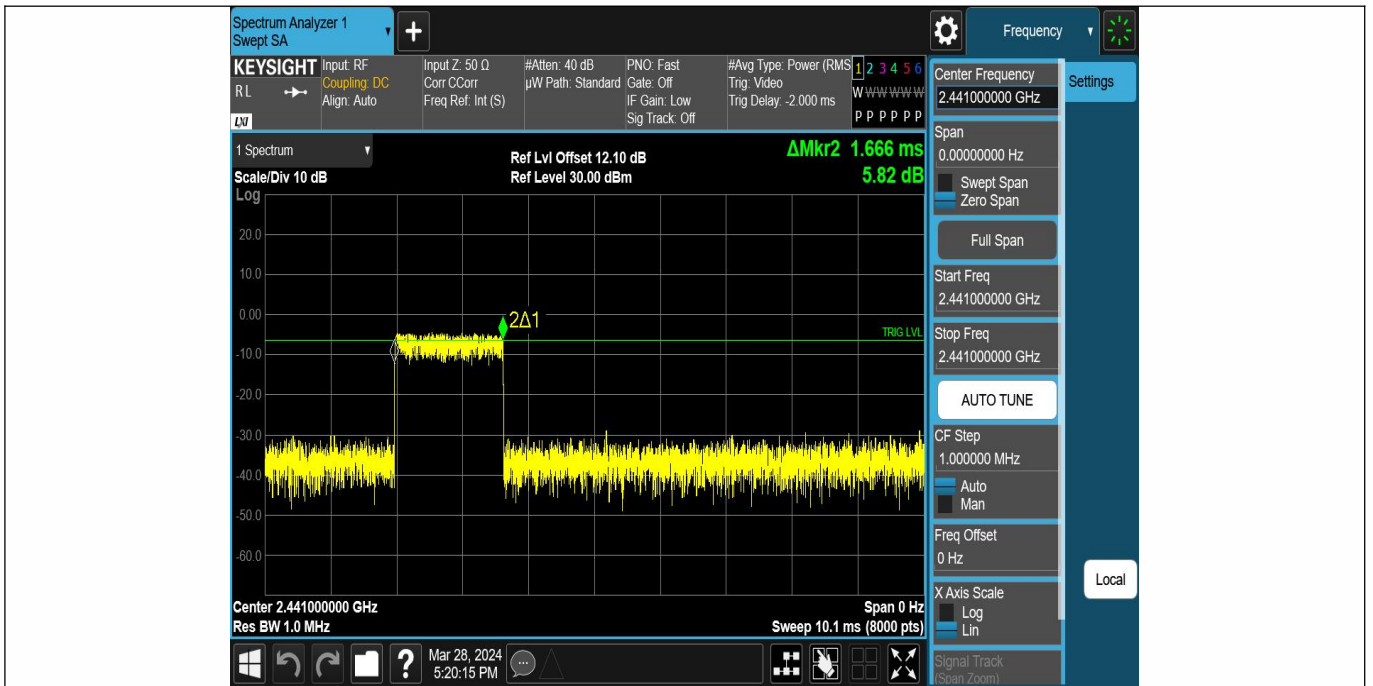 Spectrum Analyzer 1
Swept SA
Frequency
KEYSIGHT
RL
LXI
Input: RF
Coupling: DC
Align: Auto
Input Z: 50 Ω
Corr CCorr
Freq Ref: Int (S)
#Atten: 40 dB
µW Path: Standard
PNO: Fast
Gate: Off
IF Gain: Low
Sig Track: Off
#Avg Type: Power (RMS
Trig: Video
Trig Delay: -2.000 ms
1 2 3 4 5 6
W W W W W W
P P P P P P
1 Spectrum
Scale/Div 10 dB
Ref Lvl Offset 12.10 dB
Ref Level 30.00 dBm
ΔMkr2 1.666 ms
5.82 dB
Log
20.0
10.0
0.00
-10.0
-20.0
-30.0
-40.0
-50.0
-60.0
2Δ1
TRIG LVL
Center 2.441000000 GHz
Res BW 1.0 MHz
Span 0 Hz
Sweep 10.1 ms (8000 pts)
Mar 28, 2024
5:20:15 PM
Center Frequency
2.441000000 GHz
Settings
Span
0.00000000 Hz
Swept Span
Zero Span
Full Span
Start Freq
2.441000000 GHz
Stop Freq
2.441000000 GHz
AUTO TUNE
CF Step
1.000000 MHz
Auto
Man
Freq Offset
0 Hz
X Axis Scale
Log
Lin
Signal Track
(Span Zoom)
Local